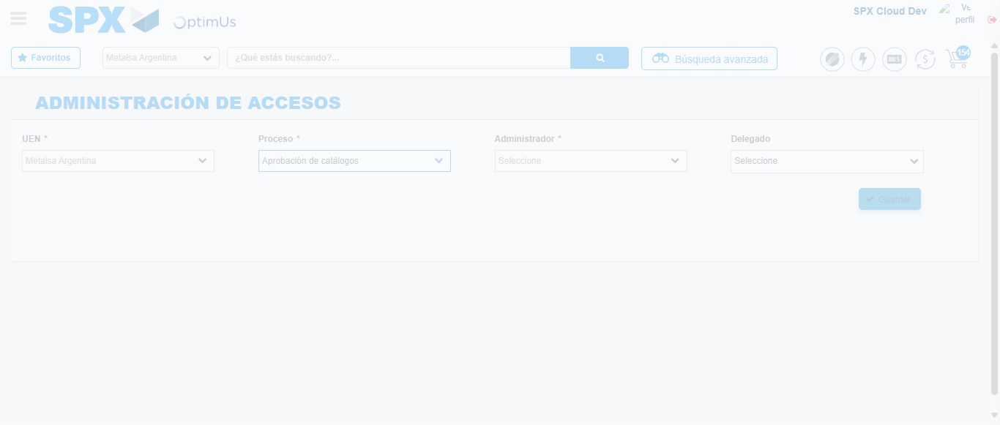 SPX
OptimUs
SPX Cloud Dev
Ve
perfil
Favoritos
Metalsa Argentina
¿Qué estás buscando?...
Búsqueda avanzada
154
ADMINISTRACIÓN DE ACCESOS
UEN *
Proceso *
Administrador *
Delegado
Metalsa Argentina
Aprobación de catálogos
Seleccione
Seleccione
Guardar